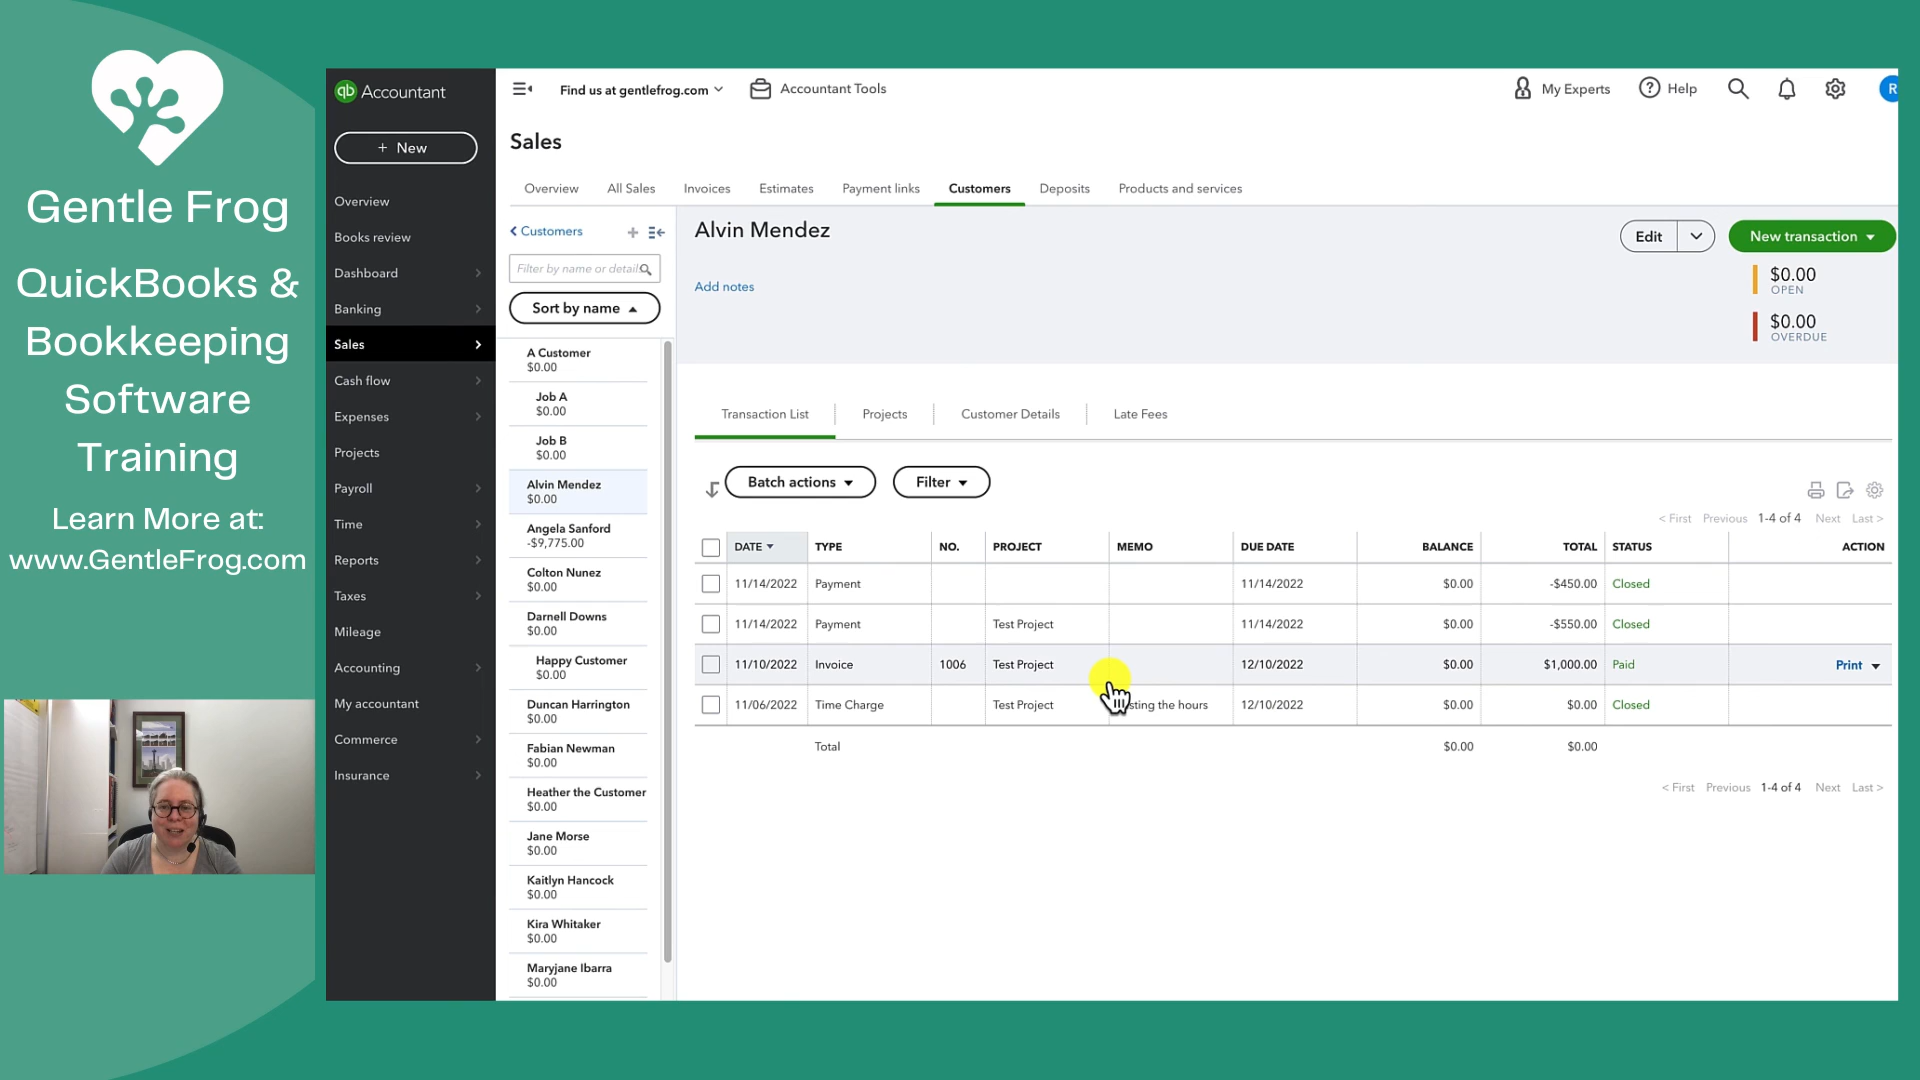 Gentle Frog
QuickBooks &
Bookkeeping
Software
Training
Learn More at:
www.GentleFrog.com
qb Accountant
+ New
Overview
Books review
Dashboard
Banking
Sales
Cash flow
Expenses
Projects
Payroll
Time
Reports
Taxes
Mileage
Accounting
My accountant
Commerce
Insurance
Find us at gentlefrog.com
Accountant Tools
My Experts
? Help
R
Sales
Overview All Sales Invoices Estimates Payment links Customers Deposits Products and services
< Customers
Filter by name or details
Sort by name
A Customer
$0.00
Job A
$0.00
Job B
$0.00
Alvin Mendez
$0.00
Angela Sanford
-$9,775.00
Colton Nunez
$0.00
Darnell Downs
$0.00
Happy Customer
$0.00
Duncan Harrington
$0.00
Fabian Newman
$0.00
Heather the Customer
$0.00
Jane Morse
$0.00
Kaitlyn Hancock
$0.00
Kira Whitaker
$0.00
Maryjane Ibarra
$0.00
Alvin Mendez
Add notes
Edit
New transaction
$0.00
OPEN
$0.00
OVERDUE
Transaction List Projects Customer Details Late Fees
Batch actions Filter
< First Previous 1-4 of 4 Next Last >
DATE TYPE NO. PROJECT MEMO DUE DATE BALANCE TOTAL STATUS ACTION
11/14/2022 Payment 11/14/2022 $0.00 -$450.00 Closed
11/14/2022 Payment Test Project 11/14/2022 $0.00 -$550.00 Closed
11/10/2022 Invoice 1006 Test Project 12/10/2022 $0.00 $1,000.00 Paid Print
11/06/2022 Time Charge Test Project sting the hours 12/10/2022 $0.00 $0.00 Closed
Total $0.00 $0.00
< First Previous 1-4 of 4 Next Last >